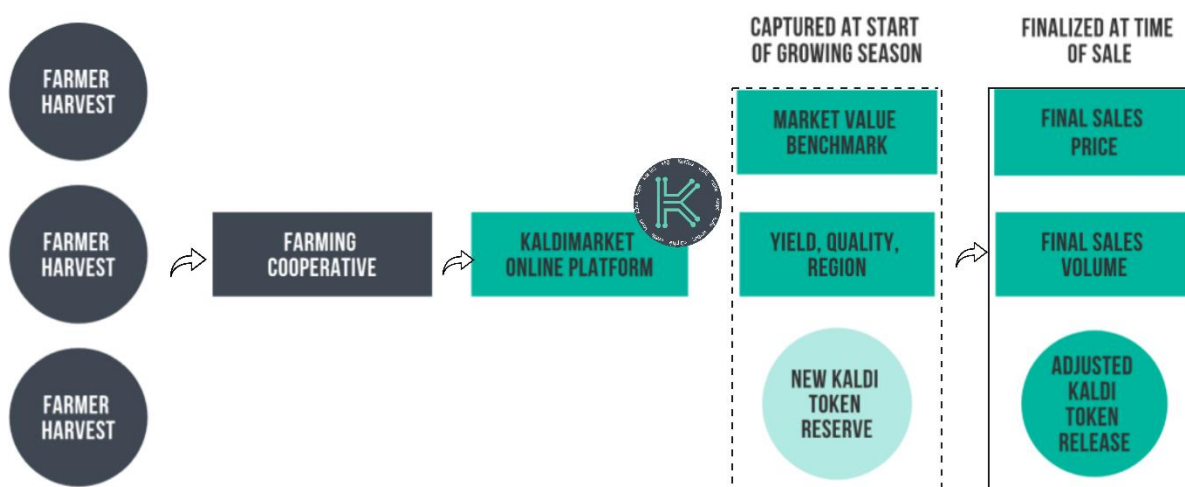 FARMER
HARVEST
FARMER
HARVEST
FARMER
HARVEST
FARMING
COOPERATIVE
KALDIMARKET
ONLINE PLATFORM
K
CAPTURED AT START
OF GROWING SEASON
MARKET VALUE
BENCHMARK
YIELD, QUALITY,
REGION
NEW KALDI
TOKEN
RESERVE
FINALIZED AT TIME
OF SALE
FINAL SALES
PRICE
FINAL SALES
VOLUME
ADJUSTED
KALDI
TOKEN
RELEASE